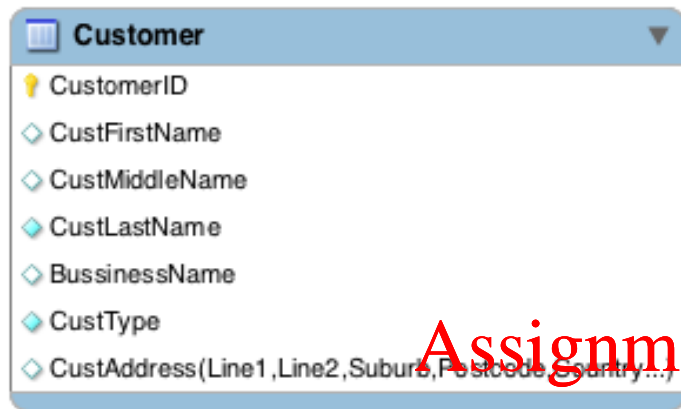 Customer
CustomerID
CustFirstName
CustMiddleName
CustLastName
BussinessName
CustType
CustAddress(Line1,Line2,Suburb,Postcode,Country...)
Assignm